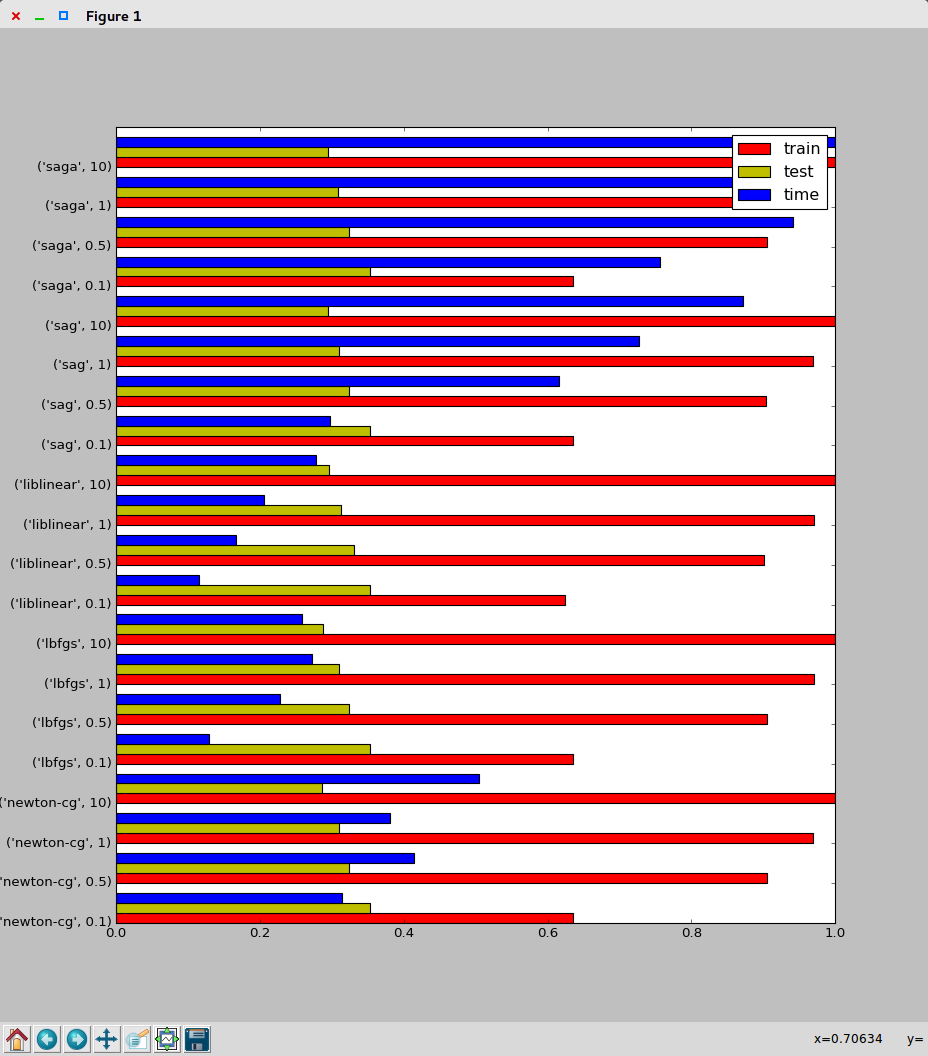 Figure 1
train
test
time
('saga', 10)
('saga', 1)
('saga', 0.5)
('saga', 0.1)
('sag', 10)
('sag', 1)
('sag', 0.5)
('sag', 0.1)
('liblinear', 10)
('liblinear', 1)
('liblinear', 0.5)
('liblinear', 0.1)
('lbfgs', 10)
('lbfgs', 1)
('lbfgs', 0.5)
('lbfgs', 0.1)
('newton-cg', 10)
('newton-cg', 1)
'newton-cg', 0.5)
'newton-cg', 0.1)
0.0 0.2 0.4 0.6 0.8 1.0
x=0.70634 y=